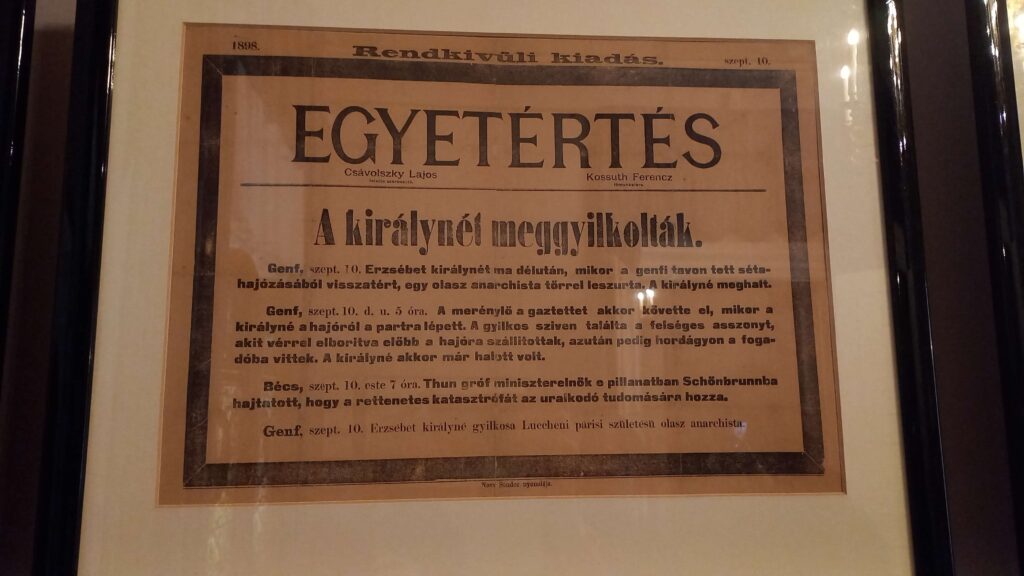 1898.
Rendkivüli kiadás.
szept. 10.
EGYETÉRTÉS
Csávolszky Lajos
Kossuth Ferencz
A királynét meggyilkolták.
Genf, szept. 10. Erzsébet királynét ma délután, mikor a genfi tavon tett séta-
hajózásából visszatért, egy olasz anarchista tőrrel leszurta. A királyné meghalt.
Genf, szept. 10. d. u. 5 óra. A merénylő a gaztettet akkor követte el, mikor a
királyné a hajóról a partra lépett. A gyilkos sziven találta a felséges asszonyt,
akit vérrel elboritva előbb a hajóra szállitottak, azután pedig hordágyon a foga-
dóba vittek. A királyné akkor már halott volt.
Bécs, szept. 10. este 7 óra. Thun gróf miniszterelnök e pillanatban Schönbrunnba
hajtatott, hogy a rettenetes katasztrófát az uralkodó tudomására hozza.
Genf, szept. 10. Erzsébet királyné gyilkosa Luccheni párisi születésü olasz anarchista.